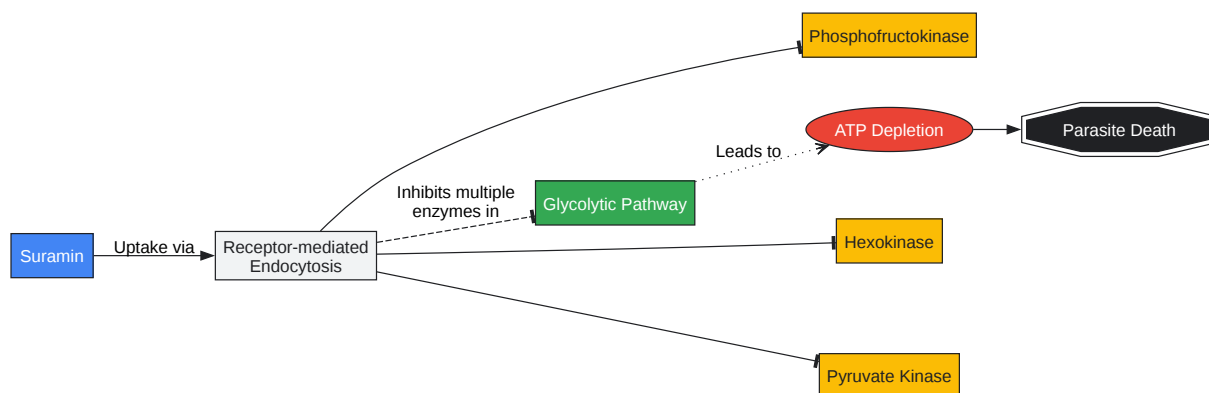 Phosphofructokinase
ATP Depletion
Parasite Death
Leads to
Inhibits multiple
enzymes in
Glycolytic Pathway
Suramin
Uptake via
Receptor-mediated
Endocytosis
Hexokinase
Pyruvate Kinase